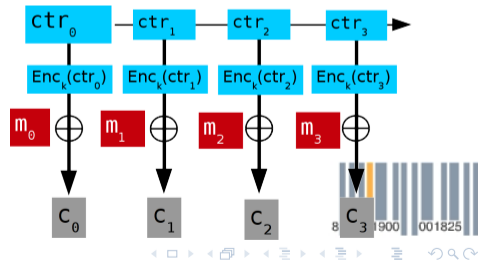 ctr₀ ctr₁ ctr₂ ctr₃
Encₖ(ctr₀) Encₖ(ctr₁) Encₖ(ctr₂) Encₖ(ctr₃)
m₀ m₁ m₂ m₃
c₀ c₁ c₂ c₃
8 1900 001825